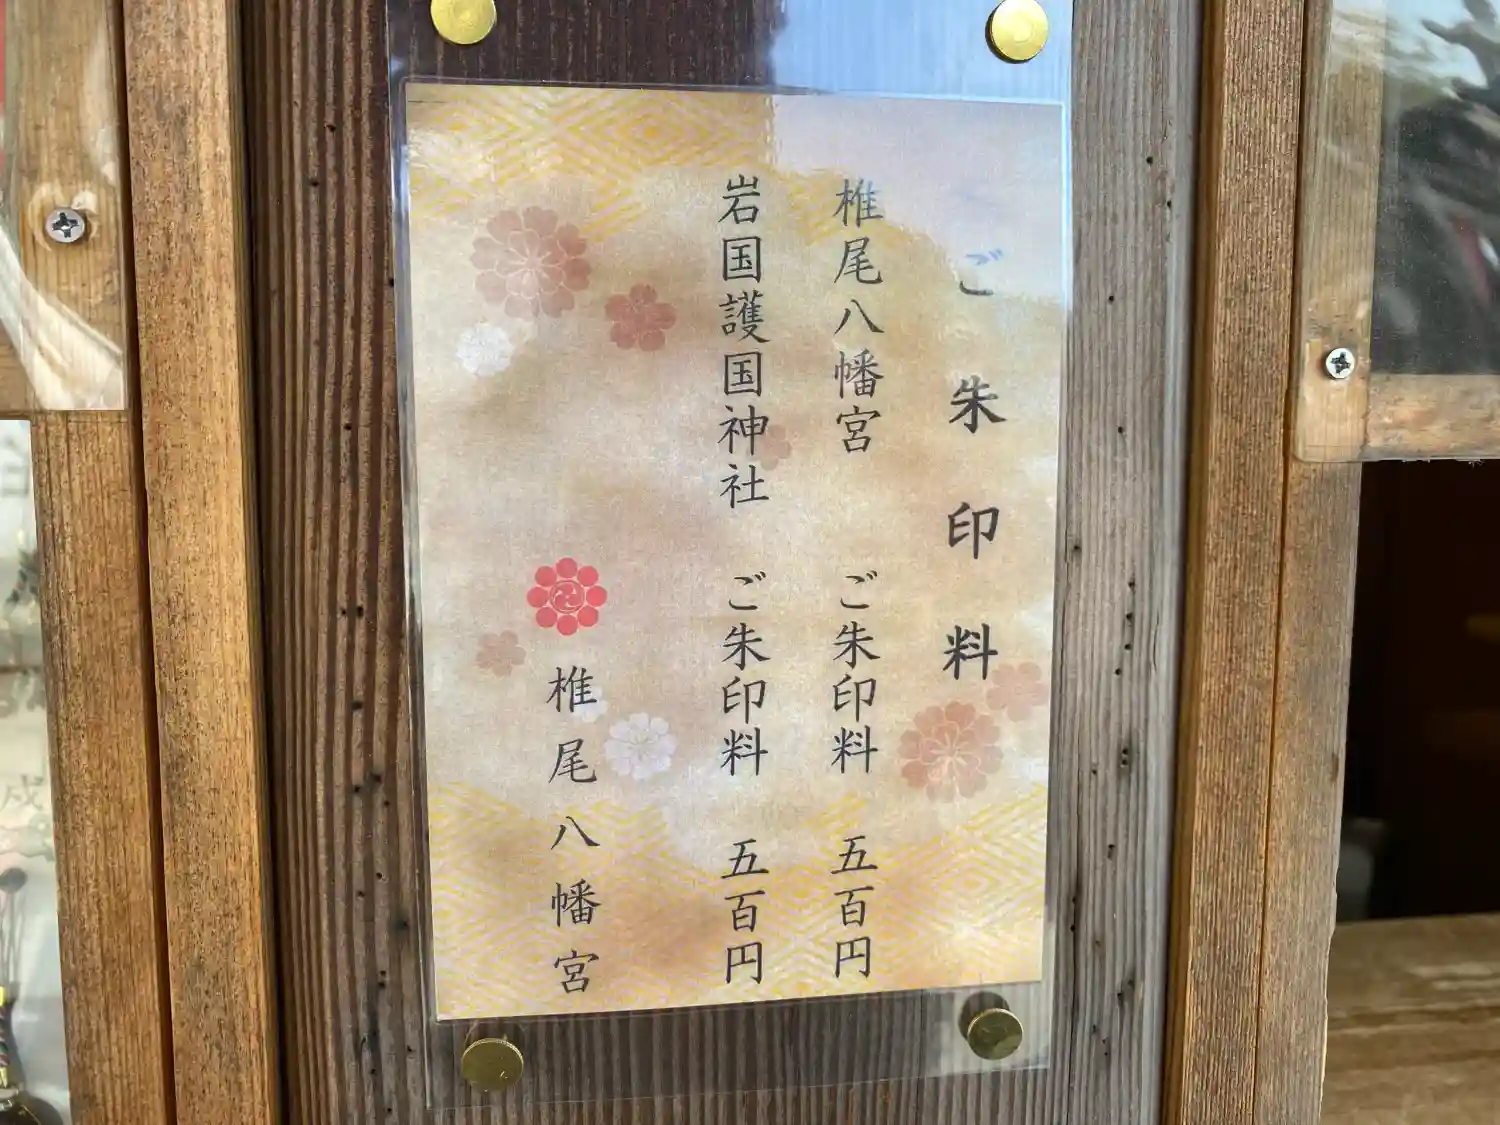 ご朱印料
椎尾八幡宮 ご朱印料 五百円
岩国護国神社 ご朱印料 五百円
椎尾八幡宮